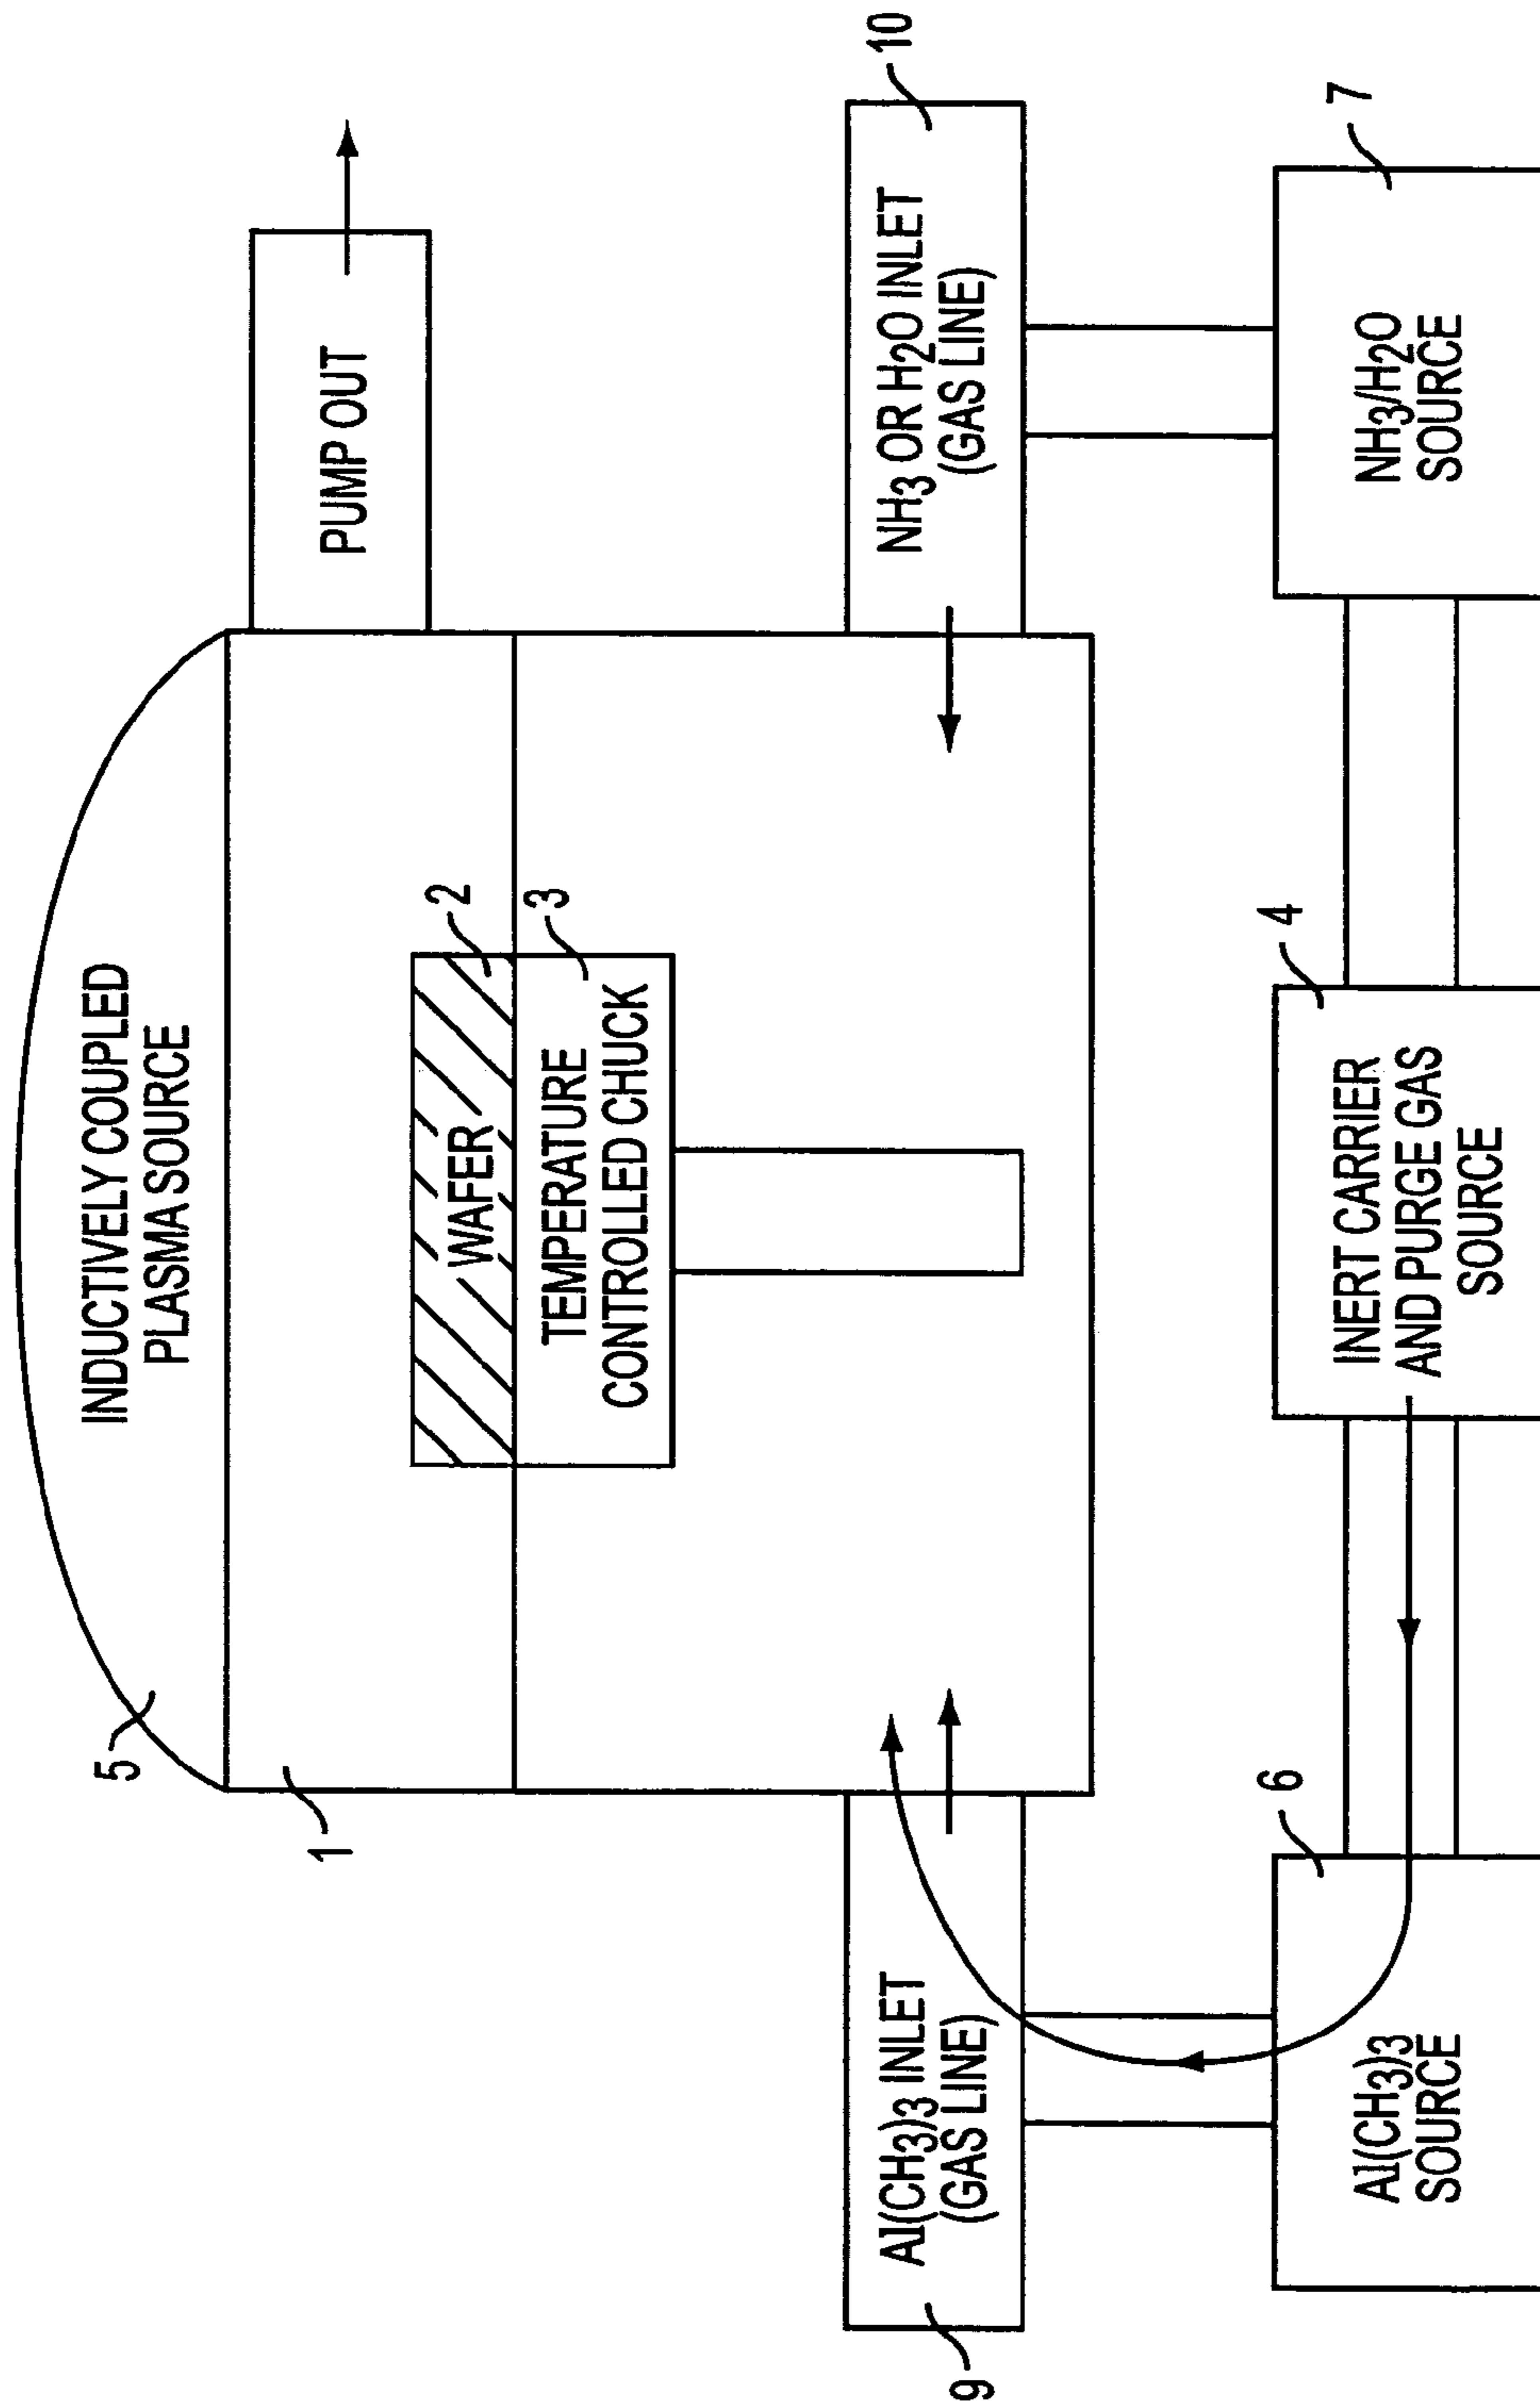 INDUCTIVELY COUPLED
PLASMA SOURCE
5
1
PUMP OUT
WAFER
2
TEMPERATURE
CONTROLLED CHUCK
3
Al(CH3)3 INLET
(GAS LINE)
9
NH3 OR H2O INLET
(GAS LINE)
10
Al(CH3)3
SOURCE
6
INERT CARRIER
AND PURGE GAS
SOURCE
4
NH3/H2O
SOURCE
7